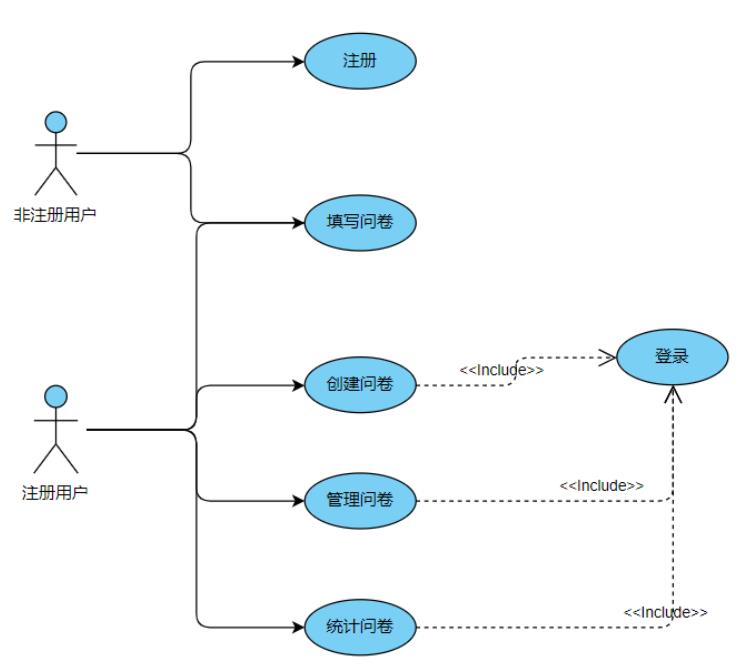 注册
非注册用户
填写问卷
创建问卷
<<Include>>
登录
注册用户
管理问卷
<<Include>>
统计问卷
<<Include>>